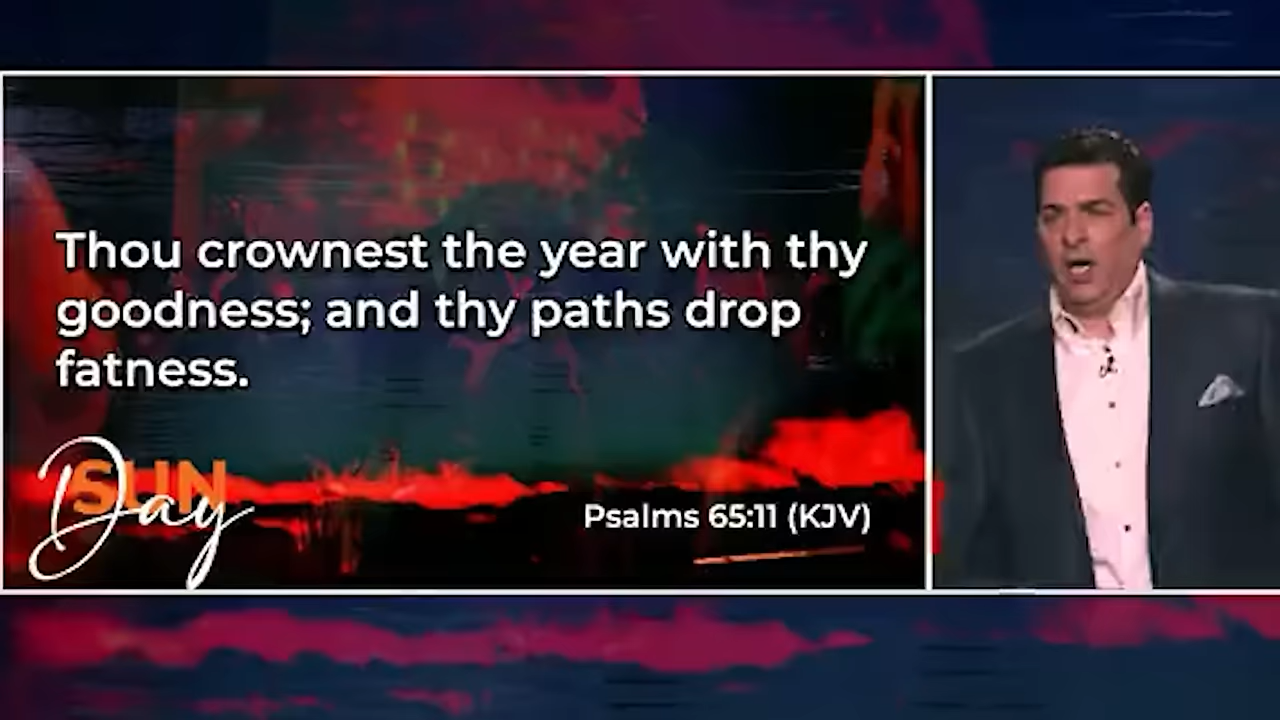 Thou crownest the year with thy
goodness; and thy paths drop
fatness.
SUN
Day
Psalms 65:11 (KJV)